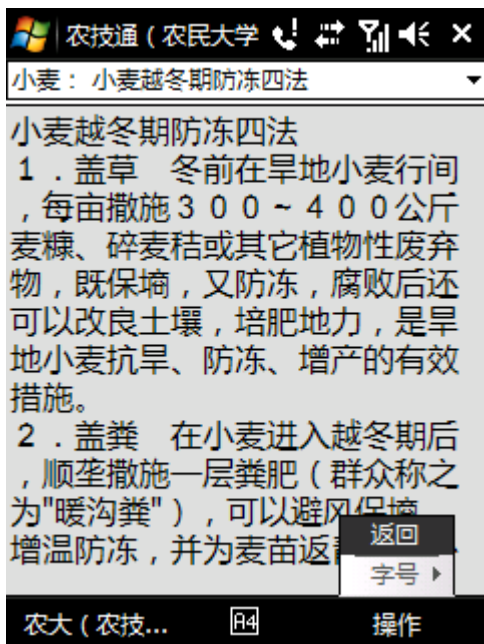 农技通（农民大学
小麦： 小麦越冬期防冻四法
小麦越冬期防冻四法
１．盖草　冬前在旱地小麦行间
，每亩撒施３００～４００公斤
麦糠、碎麦秸或其它植物性废弃
物，既保墒，又防冻，腐败后还
可以改良土壤，培肥地力，是旱
地小麦抗旱、防冻、增产的有效
措施。
２．盖粪　在小麦进入越冬期后
，顺垄撒施一层粪肥（群众称之
为"暖沟粪"），可以避风保墒
增温防冻，并为麦苗返
返回
字号
农大（农技...
A4
操作